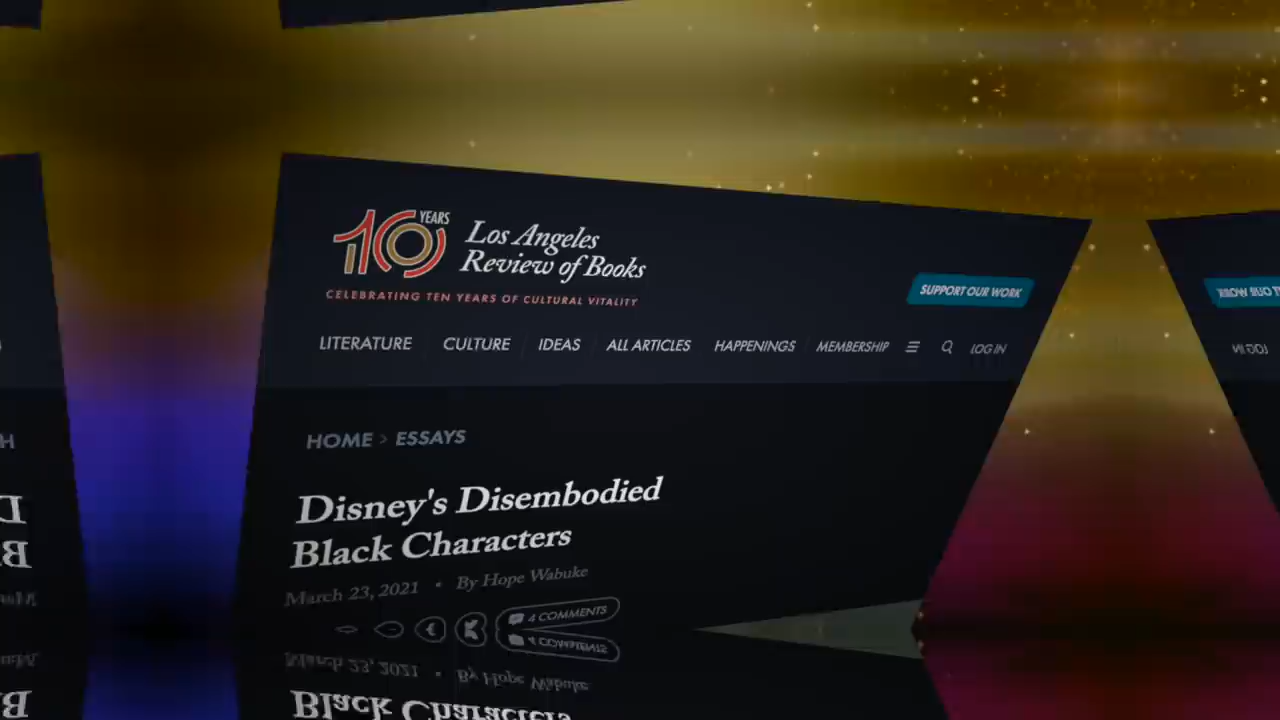 10 YEARS
Los Angeles
Review of Books
CELEBRATING TEN YEARS OF CULTURAL VITALITY
SUPPORT OUR WORK
LITERATURE CULTURE IDEAS ALL ARTICLES HAPPENINGS MEMBERSHIP LOG IN
HOME > ESSAYS
Disney's Disembodied
Black Characters
March 23, 2021 • By Hope Wabuke
4 COMMENTS